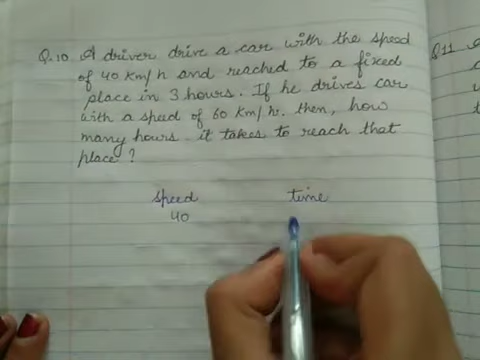 Q.10 A driver drive a car with the speed
of 40 km/h and reached to a fixed
place in 3 hours. If he drives car
with a speed of 60 km/h. then, how
many hours it takes to reach that
place?
speed time
40
Q11